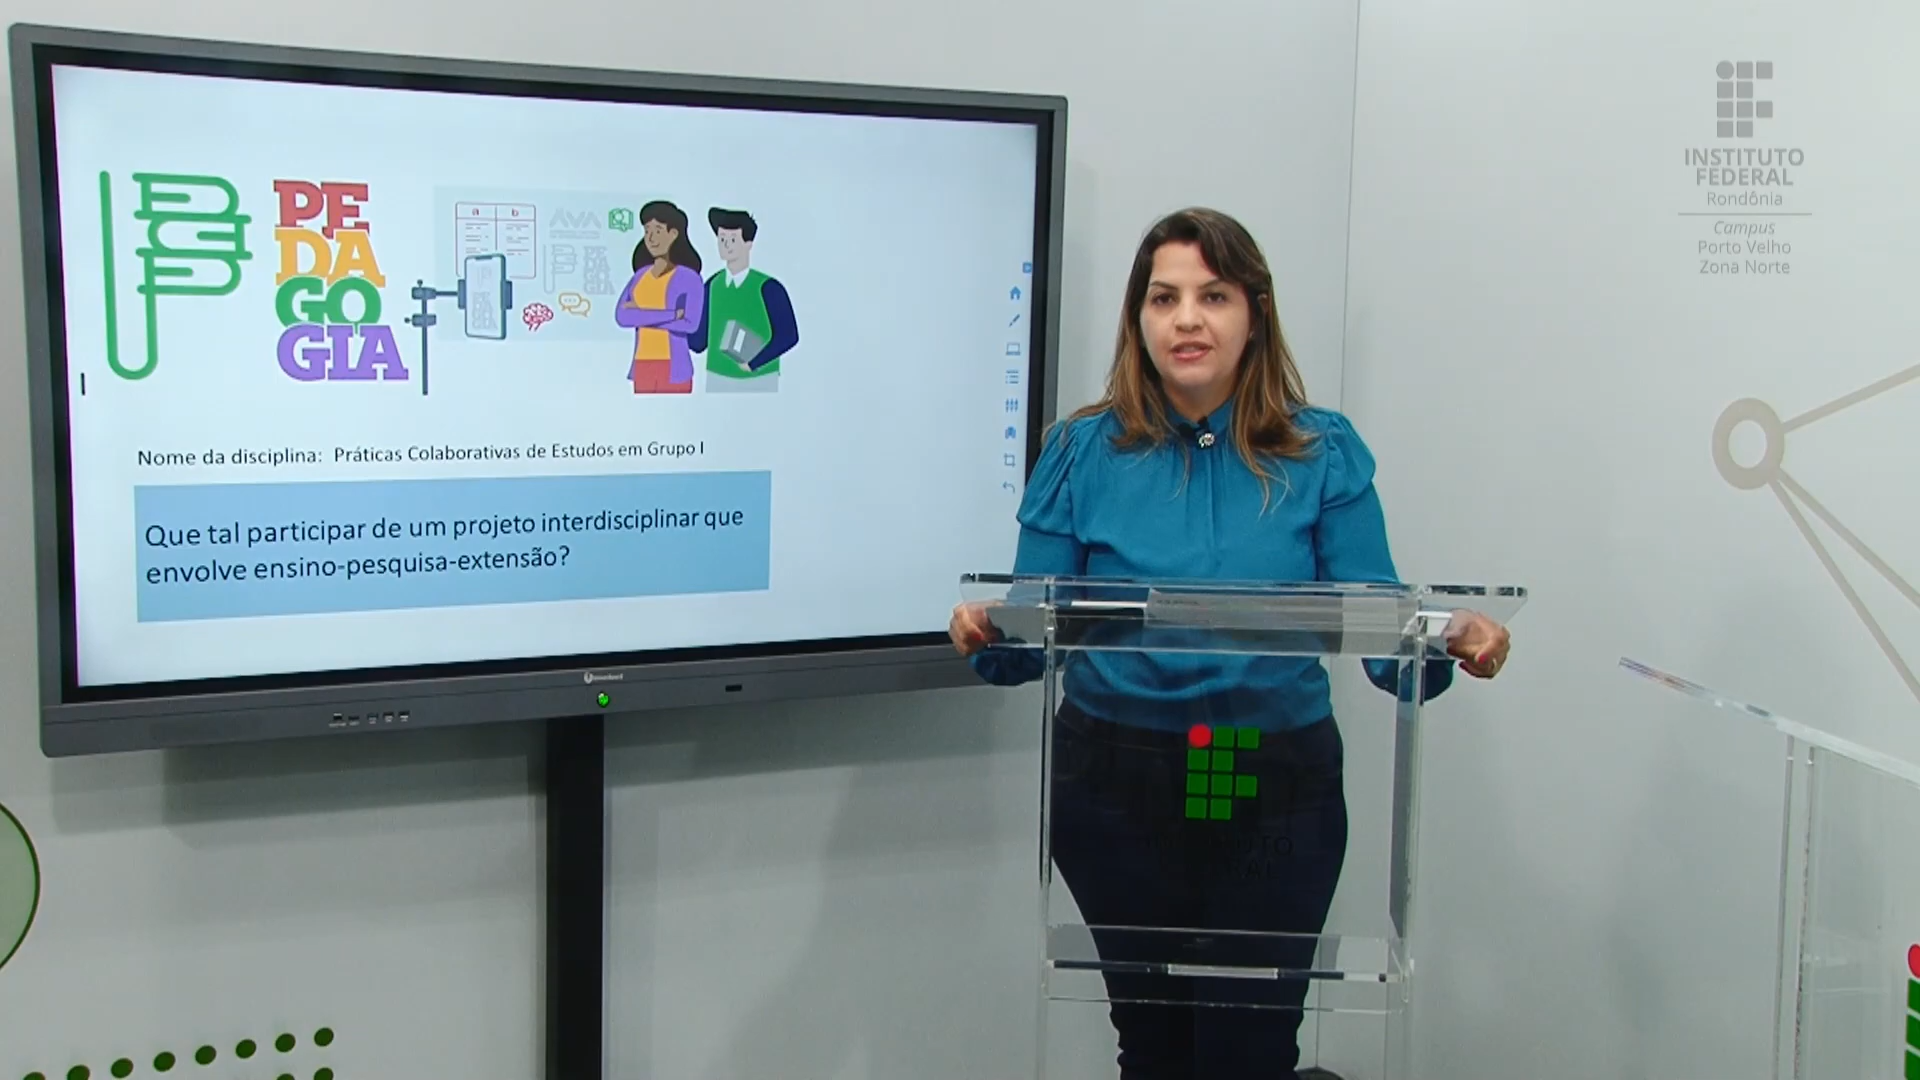 PE
DA
GO
GIA
a b
AVA
Nome da disciplina: Práticas Colaborativas de Estudos em Grupo I
Que tal participar de um projeto interdisciplinar que
envolve ensino-pesquisa-extensão?
INSTITUTO
FEDERAL
Rondônia
Campus
Porto Velho
Zona Norte